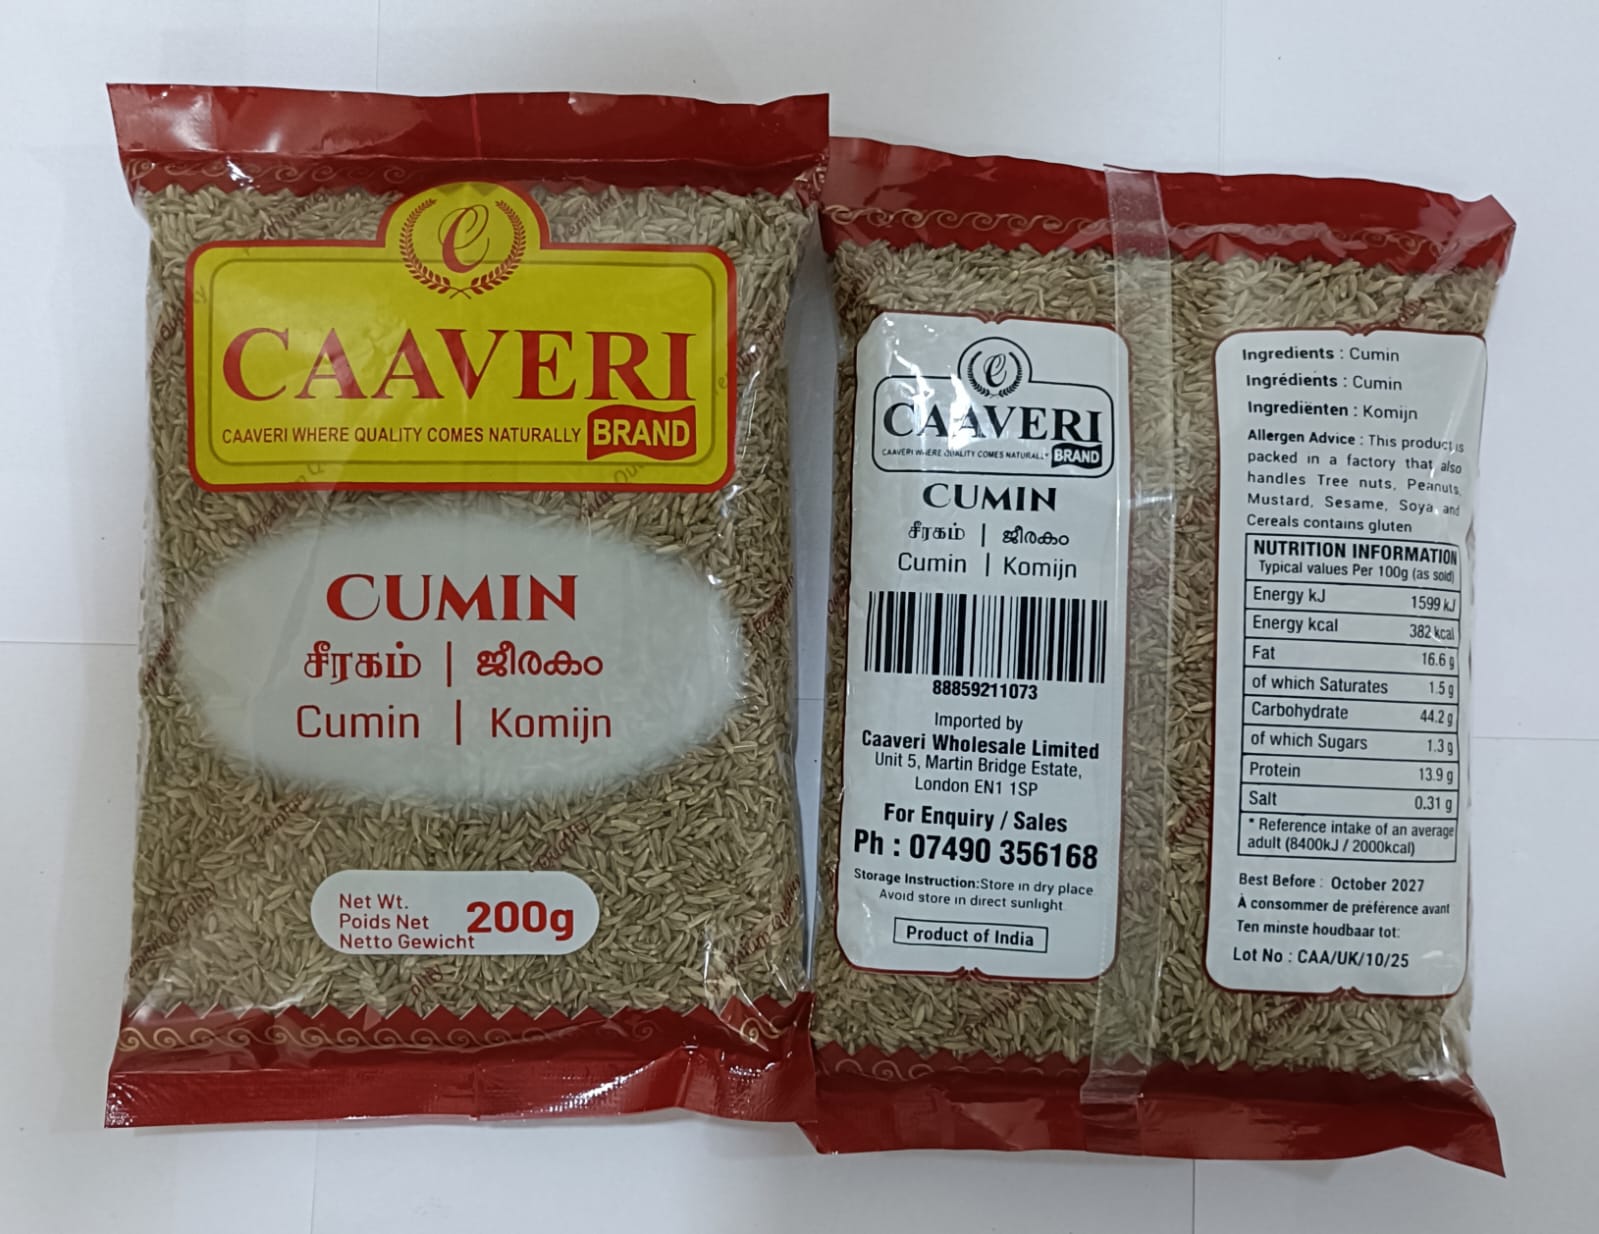 C
CAAVERI
CAAVERI WHERE QUALITY COMES NATURALLY BRAND
CUMIN
சீரகம் | ജീരകം
Cumin | Komijn
Net Wt.
Poids Net
Netto Gewicht
200g
C
CAAVERI
CAAVERI WHERE QUALITY COMES NATURALLY BRAND
CUMIN
சீரகம் | ജീരകം
Cumin | Komijn
88859211073
Imported by
Caaveri Wholesale Limited
Unit 5, Martin Bridge Estate,
London EN1 1SP
For Enquiry / Sales
Ph : 07490 356168
Storage Instruction:Store in dry place
Avoid store in direct sunlight
Product of India
Ingredients : Cumin
Ingrédients : Cumin
Ingrediënten : Komijn
Allergen Advice : This product is
packed in a factory that also
handles Tree nuts, Peanuts,
Mustard, Sesame, Soya and
Cereals contains gluten
NUTRITION INFORMATION
Typical values Per 100g (as sold)
Energy kJ 1599 kJ
Energy kcal 382 kcal
Fat 16.6 g
of which Saturates 1.5 g
Carbohydrate 44.2 g
of which Sugars 1.3 g
Protein 13.9 g
Salt 0.31 g
* Reference intake of an average
adult (8400kJ / 2000kcal)
Best Before : October 2027
À consommer de préférence avant
Ten minste houdbaar tot:
Lot No : CAA/UK/10/25